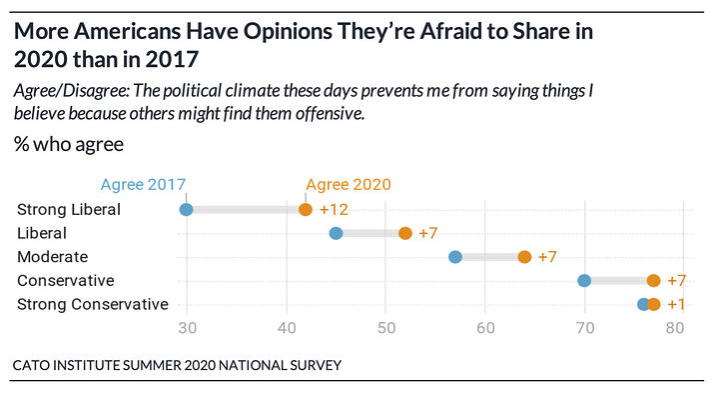 More Americans Have Opinions They’re Afraid to Share in
2020 than in 2017
Agree/Disagree: The political climate these days prevents me from saying things I
believe because others might find them offensive.
% who agree
Agree 2017 Agree 2020
Strong Liberal +12
Liberal +7
Moderate +7
Conservative +7
Strong Conservative +1
30 40 50 60 70 80
CATO INSTITUTE SUMMER 2020 NATIONAL SURVEY